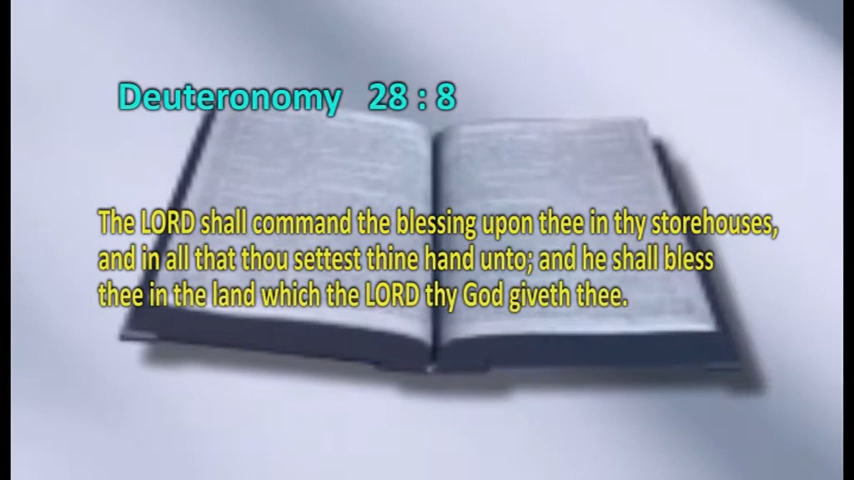 Deuteronomy 28 : 8
The LORD shall command the blessing upon thee in thy storehouses,
and in all that thou settest thine hand unto; and he shall bless
thee in the land which the LORD thy God giveth thee.